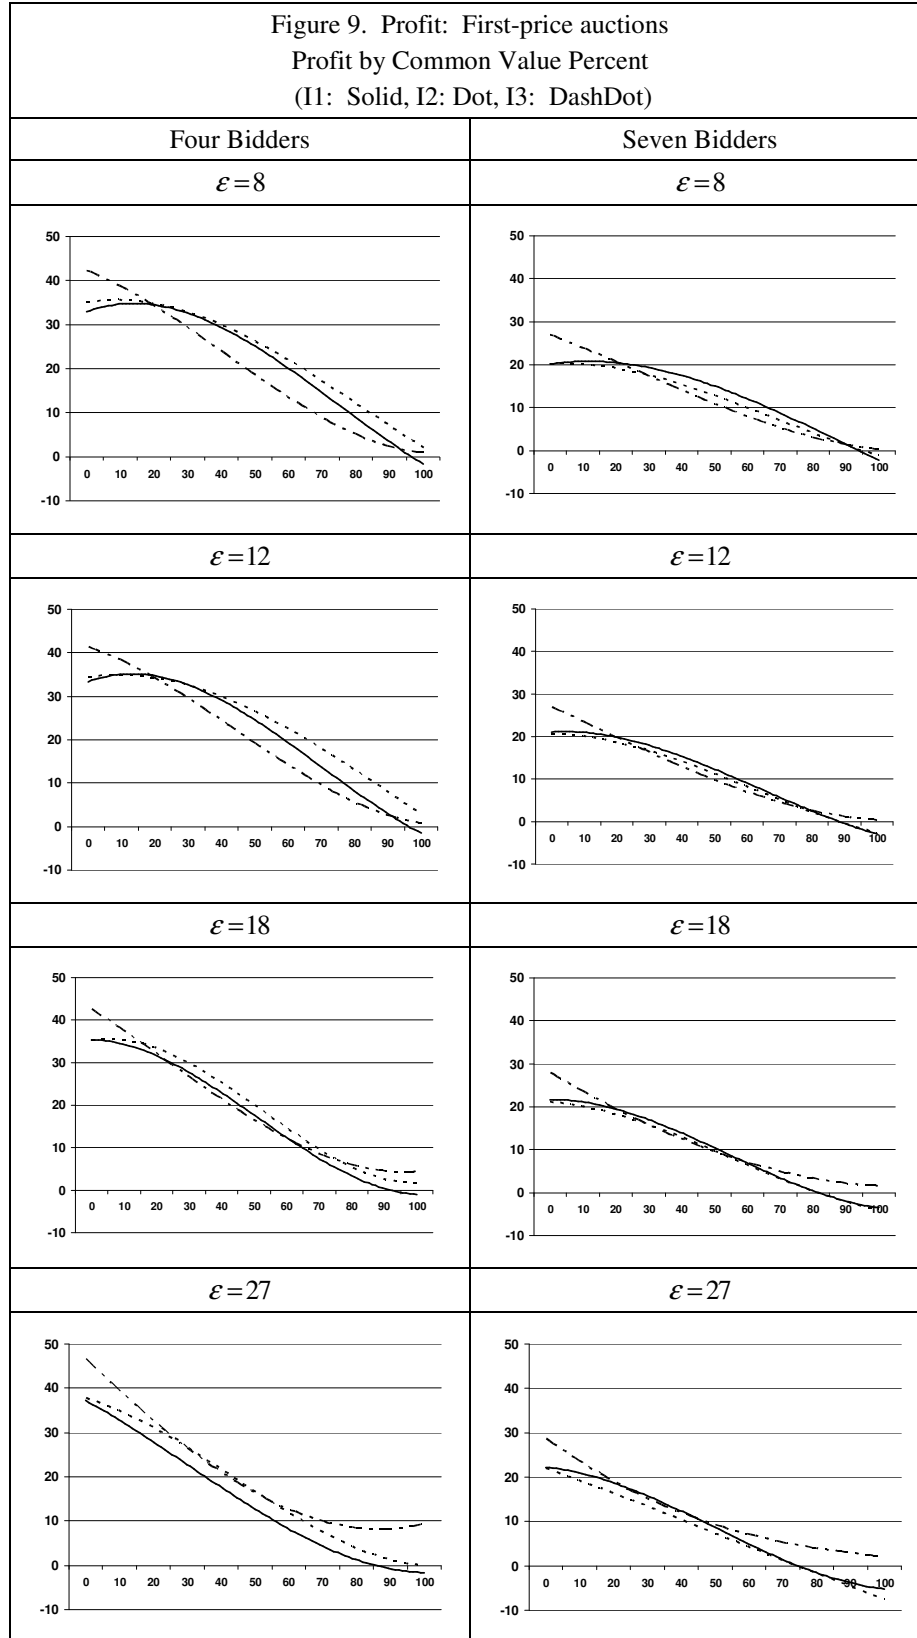 Figure 9. Profit: First-price auctions
Profit by Common Value Percent
(I1: Solid, I2: Dot, I3: DashDot)
Four Bidders
Seven Bidders
ε=8
ε=8
50
40
30
20
10
0
-10
0 10 20 30 40 50 60 70 80 90 100
50
40
30
20
10
0
-10
0 10 20 30 40 50 60 70 80 90 100
ε=12
ε=12
50
40
30
20
10
0
-10
0 10 20 30 40 50 60 70 80 90 100
50
40
30
20
10
0
-10
0 10 20 30 40 50 60 70 80 90 100
ε=18
ε=18
50
40
30
20
10
0
-10
0 10 20 30 40 50 60 70 80 90 100
50
40
30
20
10
0
-10
0 10 20 30 40 50 60 70 80 90 100
ε=27
ε=27
50
40
30
20
10
0
-10
0 10 20 30 40 50 60 70 80 90 100
50
40
30
20
10
0
-10
0 10 20 30 40 50 60 70 80 90 100